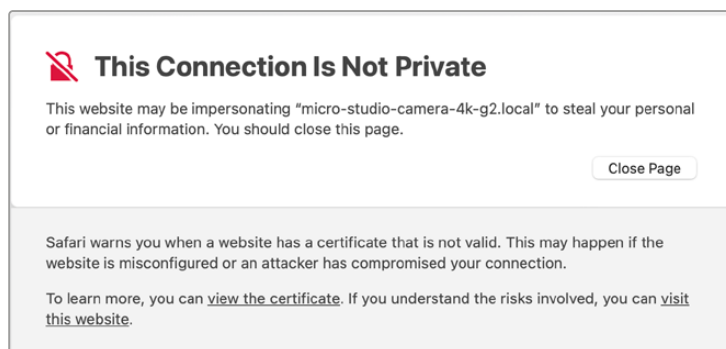 This Connection Is Not Private
This website may be impersonating “micro-studio-camera-4k-g2.local” to steal your personal
or financial information. You should close this page.
Close Page
Safari warns you when a website has a certificate that is not valid. This may happen if the
website is misconfigured or an attacker has compromised your connection.
To learn more, you can view the certificate. If you understand the risks involved, you can visit
this website.